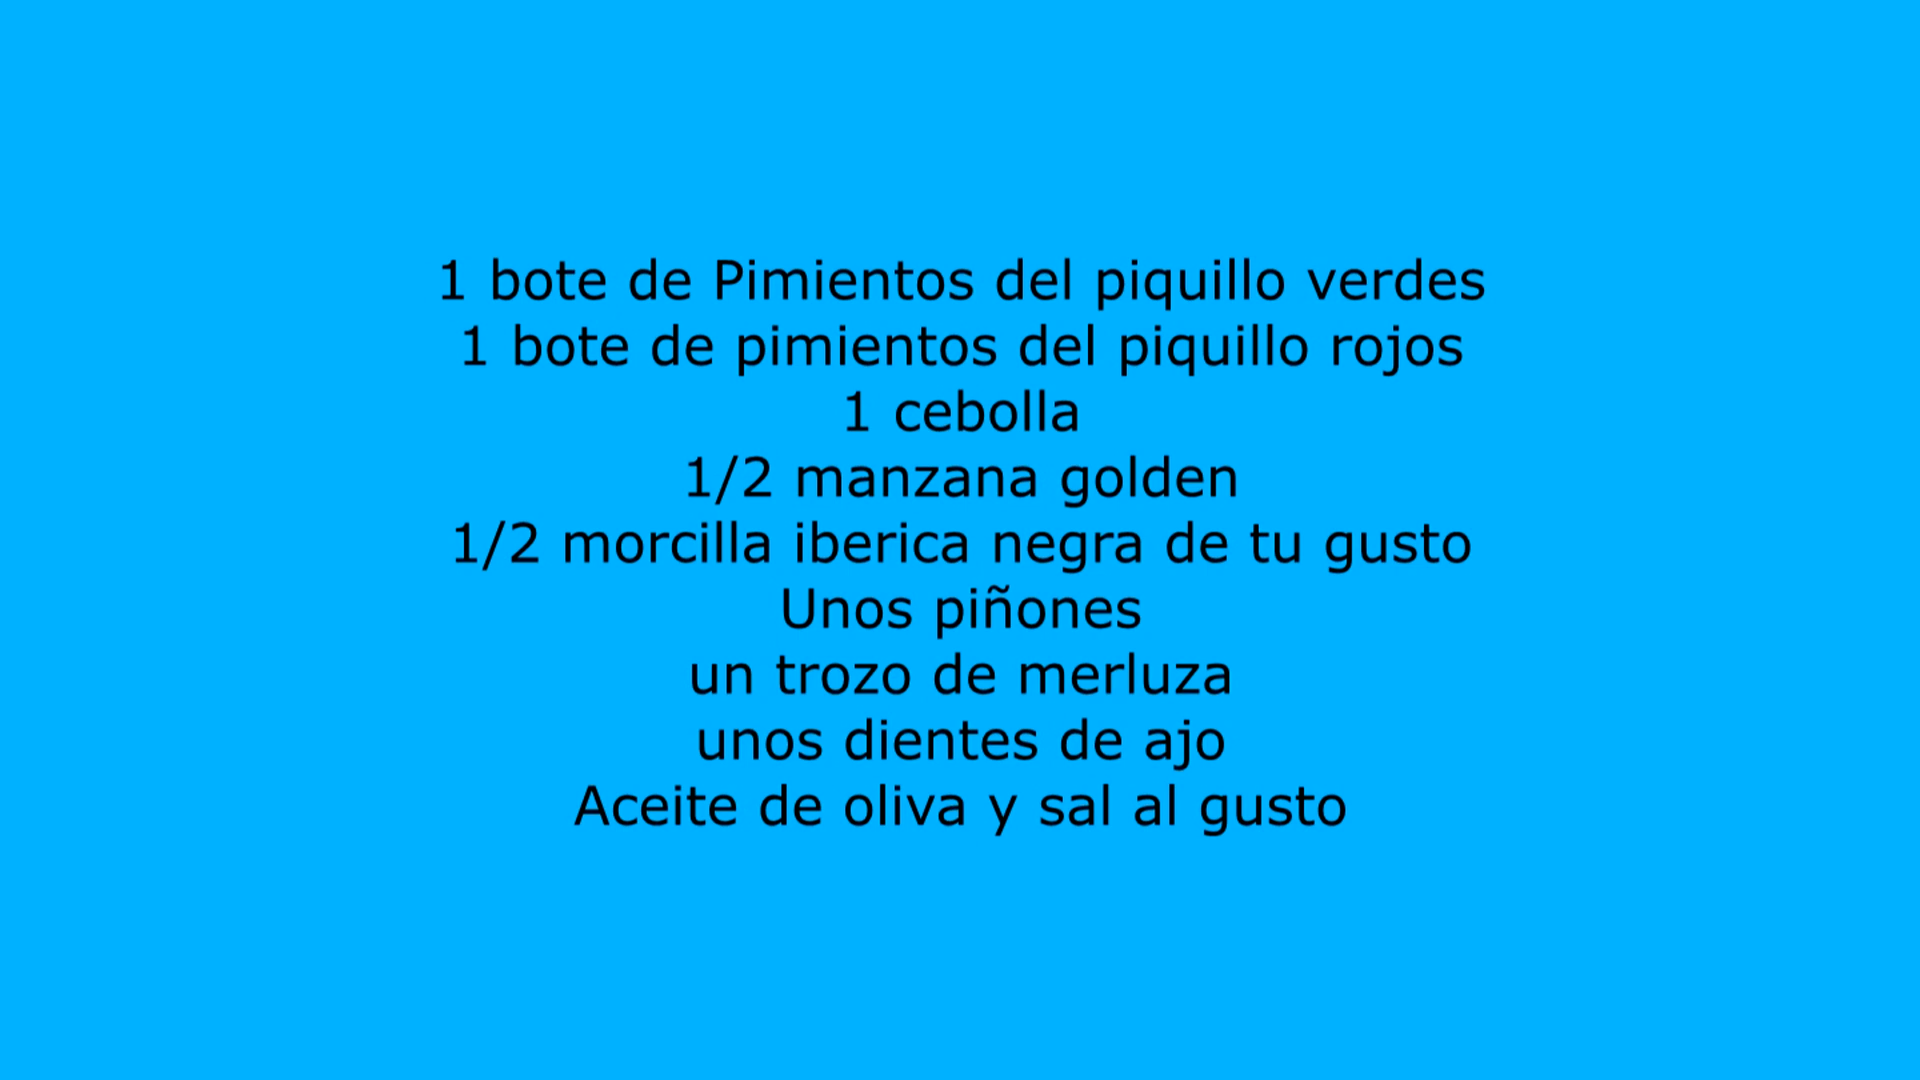 1 bote de Pimientos del piquillo verdes
1 bote de pimientos del piquillo rojos
1 cebolla
1/2 manzana golden
1/2 morcilla iberica negra de tu gusto
Unos piñones
un trozo de merluza
unos dientes de ajo
Aceite de oliva y sal al gusto